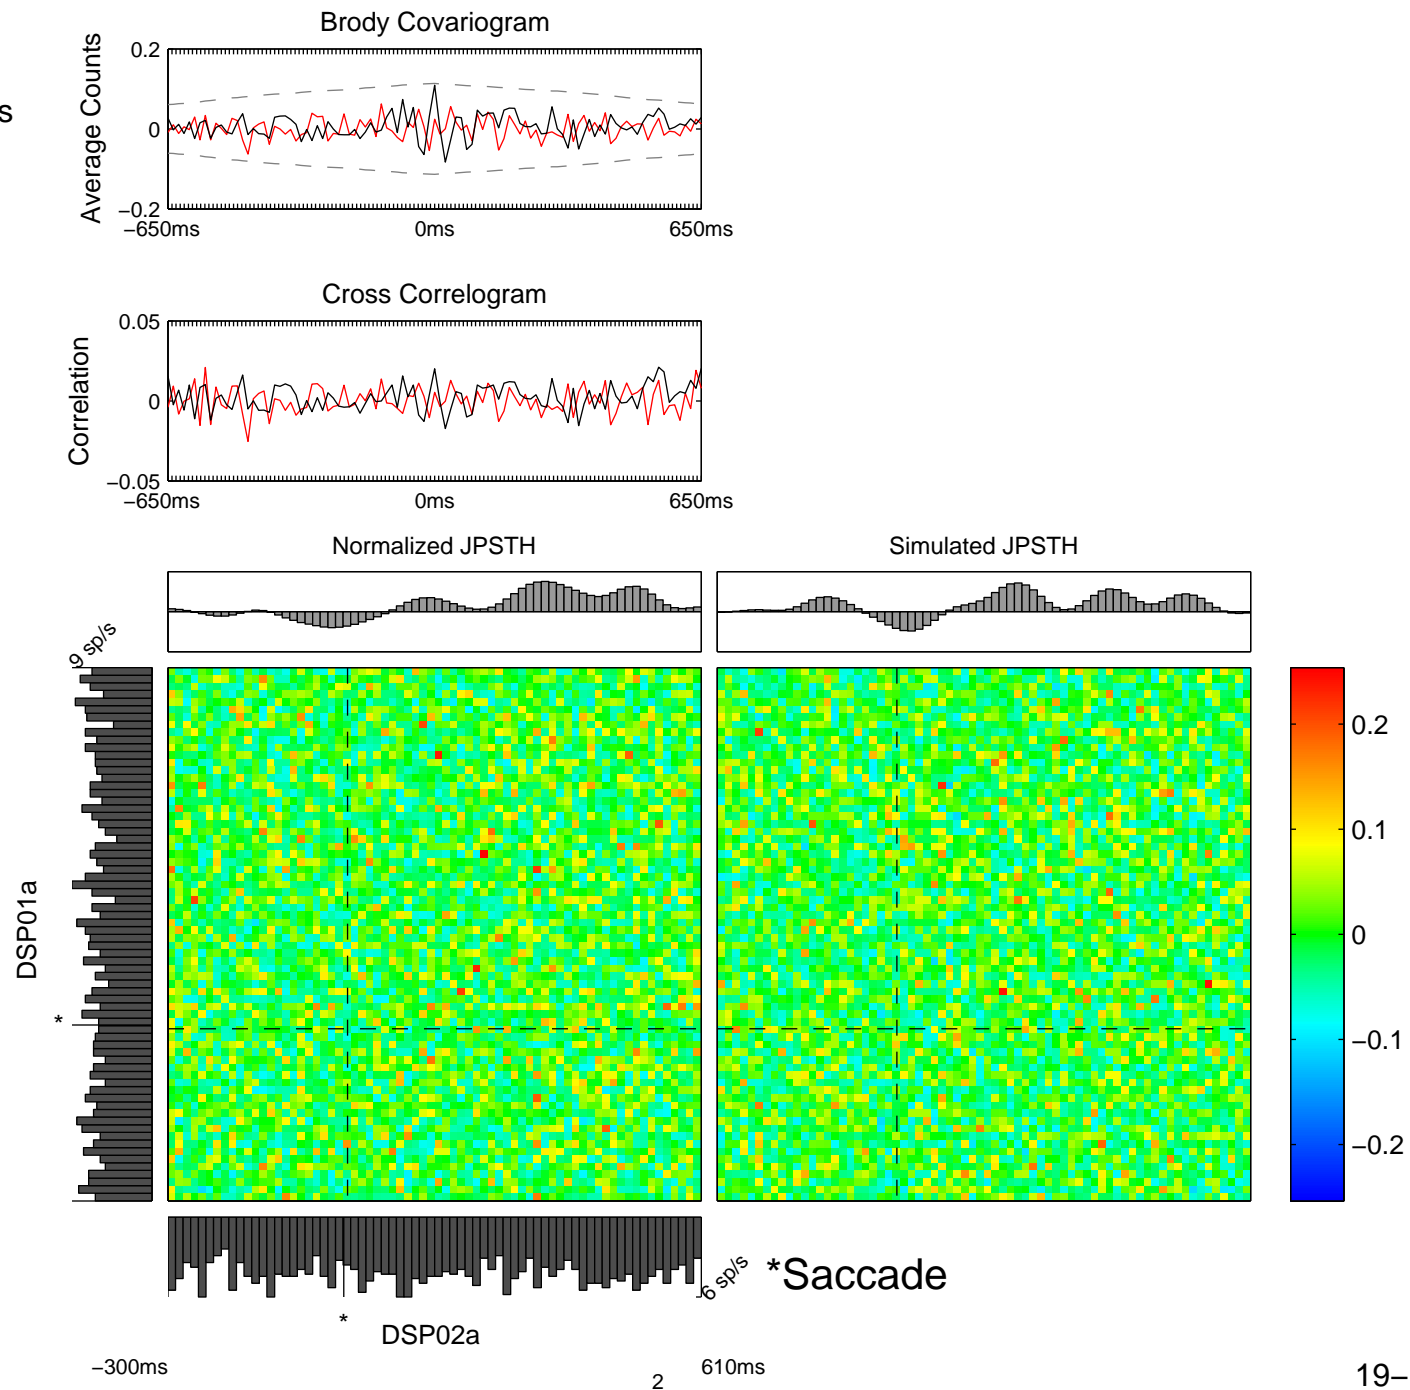 Brody Covariogram
s
Average Counts
0.2
0
−0.2
−650ms
0ms
650ms
Cross Correlogram
Correlation
0.05
0
−0.05
−650ms
0ms
650ms
Normalized JPSTH
Simulated JPSTH
9 sp/s
DSP01a
*
0.2
0.1
0
−0.1
−0.2
6 sp/s
*Saccade
*
DSP02a
−300ms
610ms
2
19−